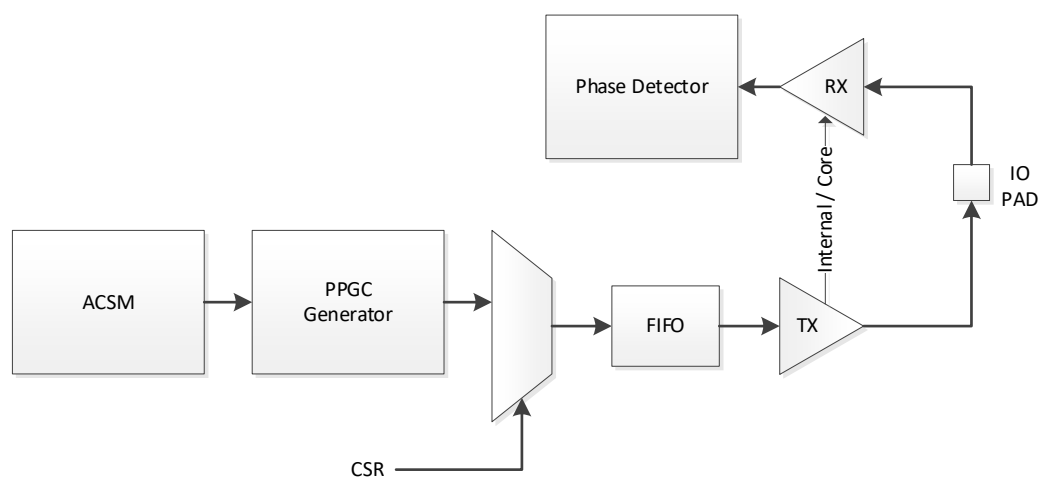 Phase Detector
RX
IO
PAD
Internal / Core
ACSM
PPGC
Generator
FIFO
TX
CSR